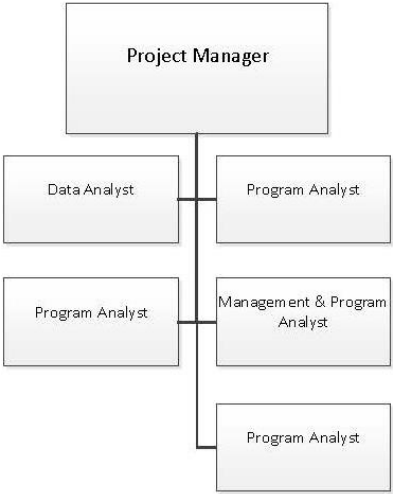 Project Manager
Data Analyst
Program Analyst
Program Analyst
Management & Program
Analyst
Program Analyst